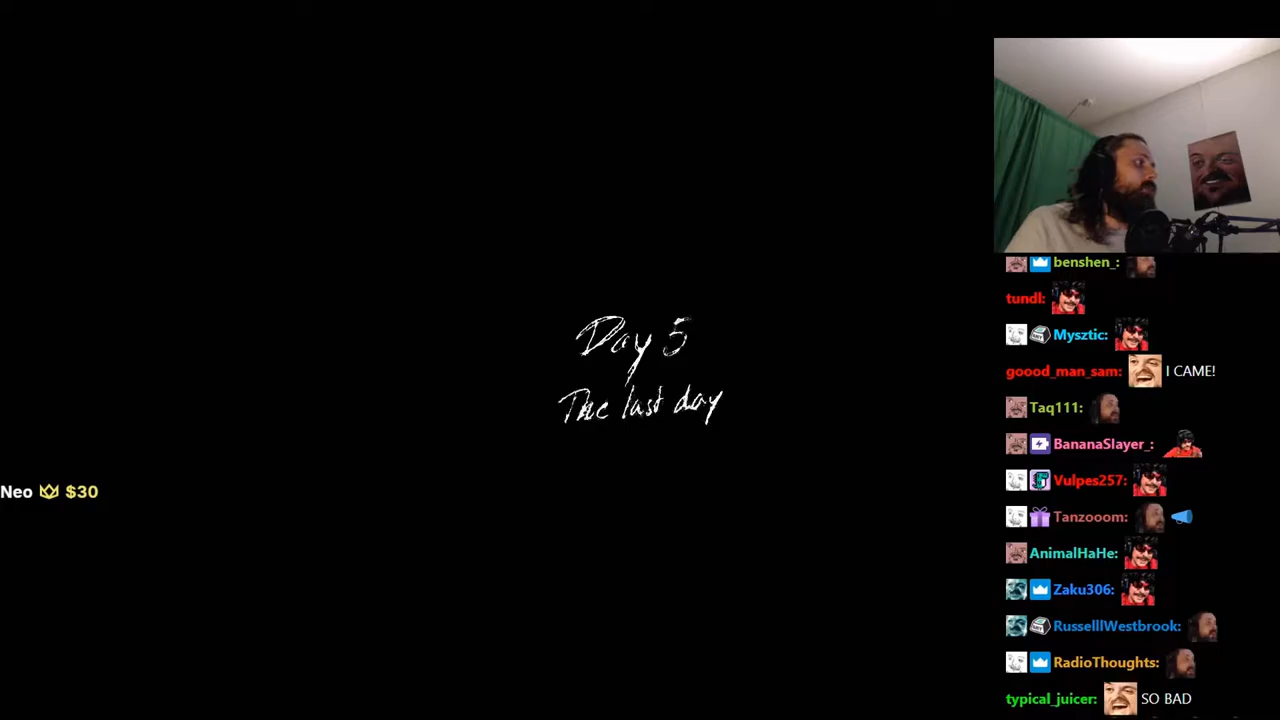 Day 5
The last day
Neo $30
benshen_:
tundl:
Mysztic:
goood_man_sam: I CAME!
Taq111:
BananaSlayer_:
Vulpes257:
Tanzooom:
AnimalHaHe:
Zaku306:
RusselllWestbrook:
RadioThoughts:
typical_juicer: SO BAD